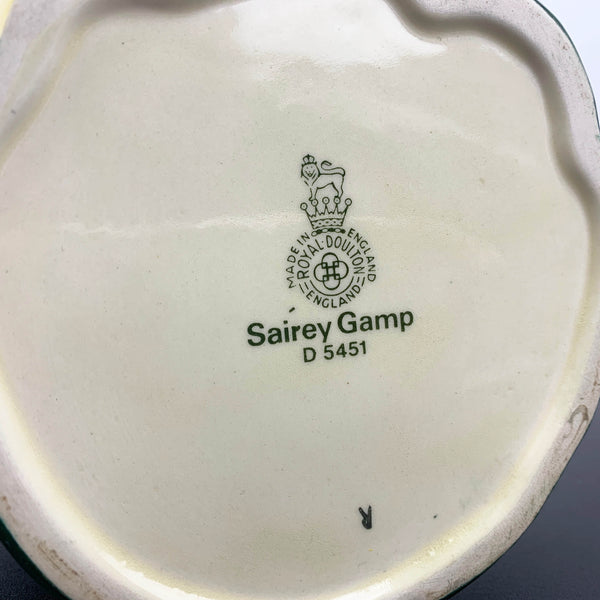 MADE IN ENGLAND
ROYAL DOULTON
ENGLAND
Sairey Gamp
D 5451
R